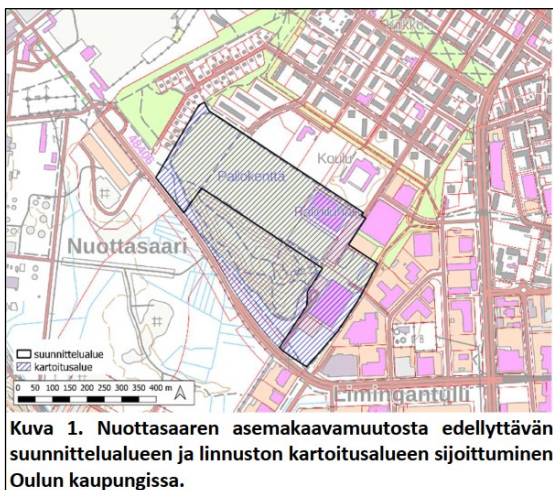 Koulu
Pallokenttä
Nuottasaari
suunnittelualue
kartoitusalue
0 50 100 150 200 250 300 350 400 m
Limingantulli
Kuva 1. Nuottasaaren asemakaavamuutosta edellyttävän
suunnittelualueen ja linnuston kartoitusalueen sijoittuminen
Oulun kaupungissa.